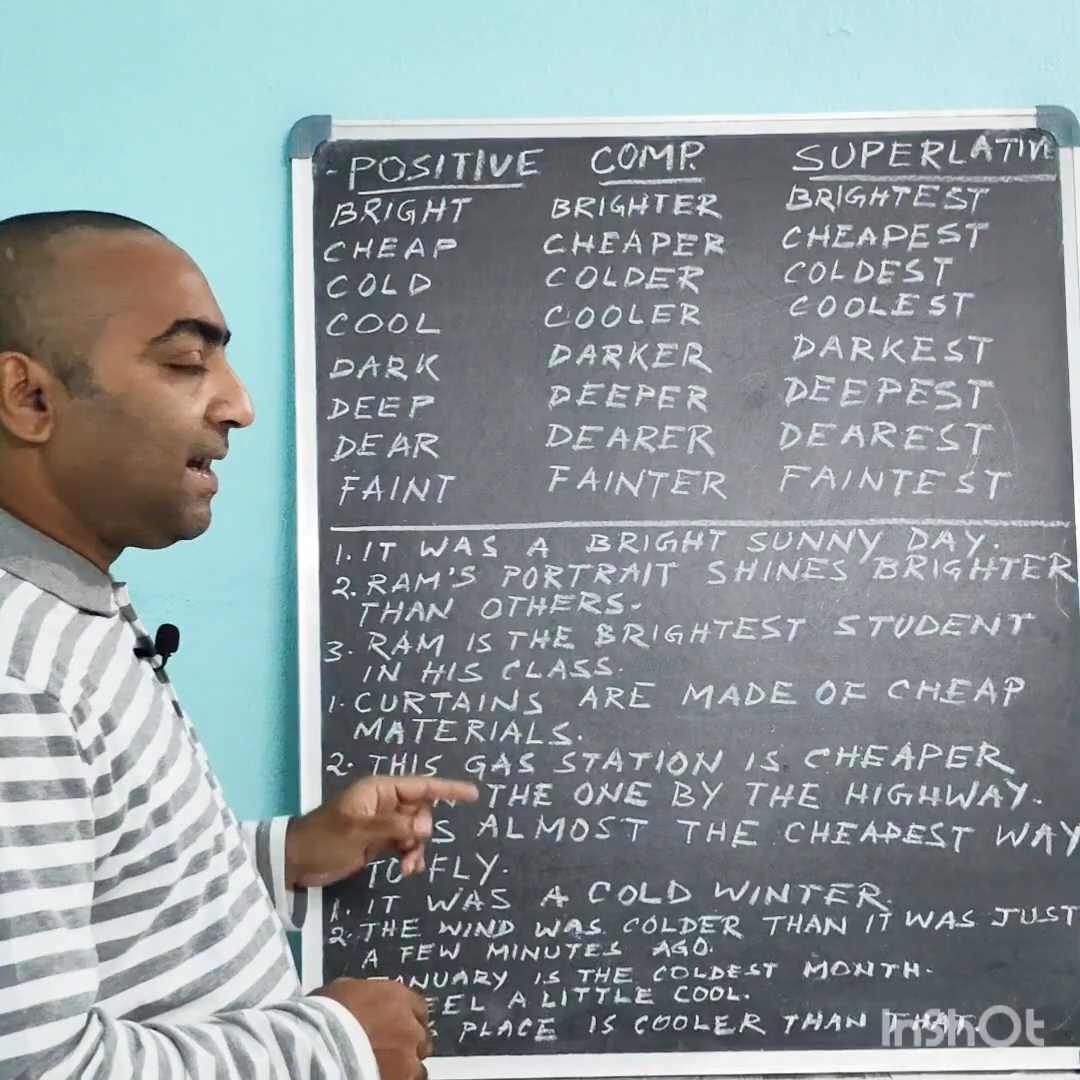 - POSITIVE COMP. SUPERLATIV
BRIGHT BRIGHTER BRIGHTEST
CHEAP CHEAPER CHEAPEST
COLD COLDER COLDEST
COOL COOLER COOLEST
DARK DARKER DARKEST
DEEP DEEPER DEEPEST
DEAR DEARER DEAREST
FAINT FAINTER FAINTEST
1. IT WAS A BRIGHT SUNNY DAY.
2. RAM'S PORTRAIT SHINES BRIGHTER
THAN OTHERS.
3. RAM IS THE BRIGHTEST STUDENT
IN HIS CLASS.
1. CURTAINS ARE MADE OF CHEAP
MATERIALS.
2. THIS GAS STATION IS CHEAPER
THE ONE BY THE HIGHWAY.
ALMOST THE CHEAPEST WAY
TO FLY.
1. IT WAS A COLD WINTER.
2. THE WIND WAS COLDER THAN IT WAS JUST
A FEW MINUTES AGO.
JANUARY IS THE COLDEST MONTH.
A LITTLE COOL.
PLACE IS COOLER THAN THAT.
InShOt